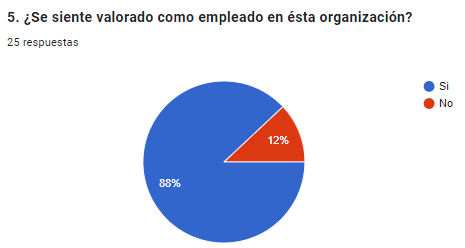 5. ¿Se siente valorado como empleado en ésta organización?
25 respuestas
Si
No
12%
88%